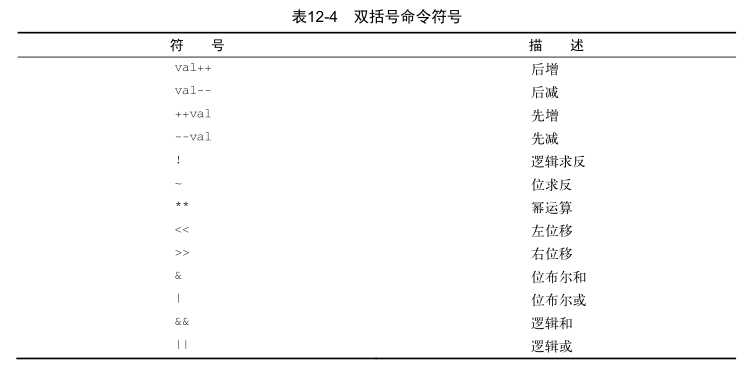 表12-4 双括号命令符号
符 号 描 述
val++ 后增
val-- 后减
++val 先增
--val 先减
! 逻辑求反
~ 位求反
** 幂运算
<< 左位移
>> 右位移
& 位布尔和
| 位布尔或
&& 逻辑和
|| 逻辑或